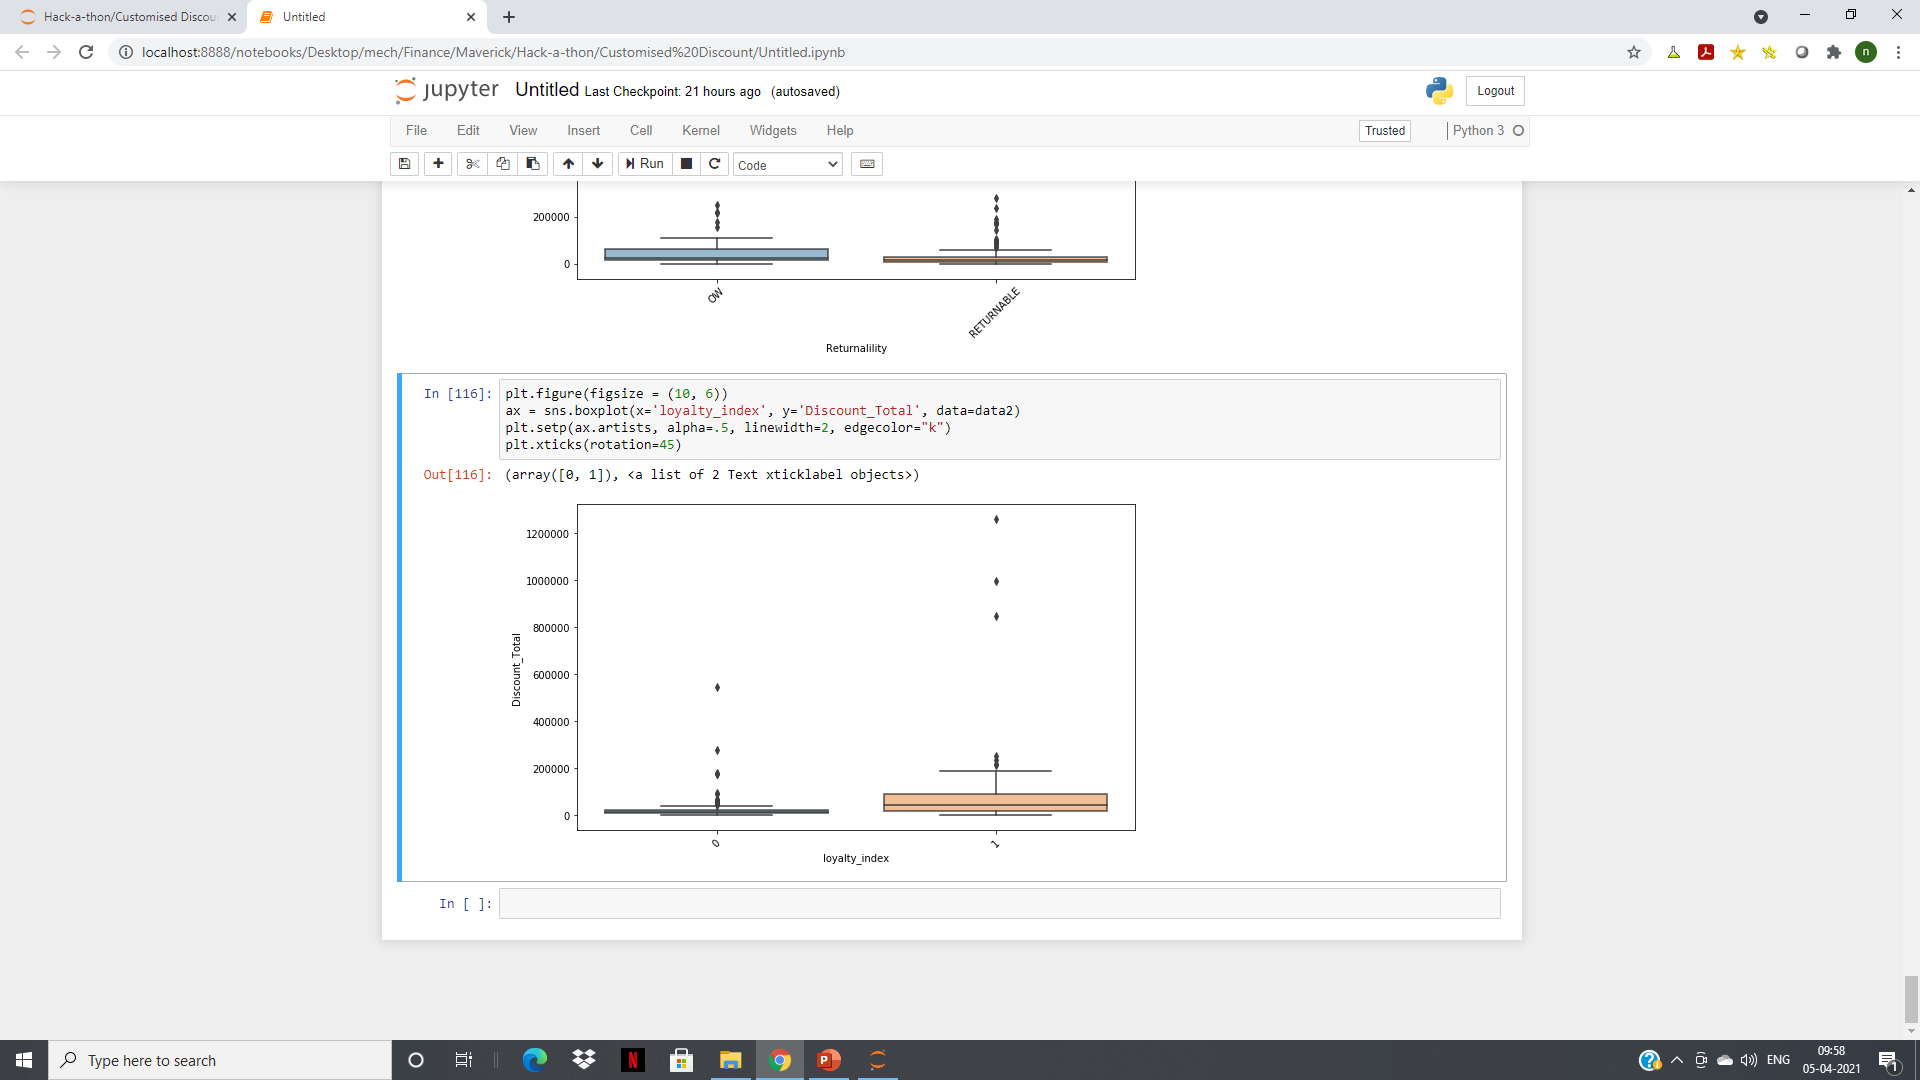 Hack-a-thon/Customised Discou
Untitled
localhost:8888/notebooks/Desktop/mech/Finance/Maverick/Hack-a-thon/Customised%20Discount/Untitled.ipynb
n
jupyter Untitled Last Checkpoint: 21 hours ago (autosaved)
Logout
File Edit View Insert Cell Kernel Widgets Help
Trusted
Python 3
Run
Code
200000
0
OW
RETURNABLE
Returnalility
In [116]: plt.figure(figsize = (10, 6))
ax = sns.boxplot(x='loyalty_index', y='Discount_Total', data=data2)
plt.setp(ax.artists, alpha=.5, linewidth=2, edgecolor="k")
plt.xticks(rotation=45)
Out[116]: (array([0, 1]), <a list of 2 Text xticklabel objects>)
1200000
1000000
800000
600000
400000
200000
0
Discount_Total
0
1
loyalty_index
In [ ]:
Type here to search
N
P
ENG
09:58
05-04-2021
1